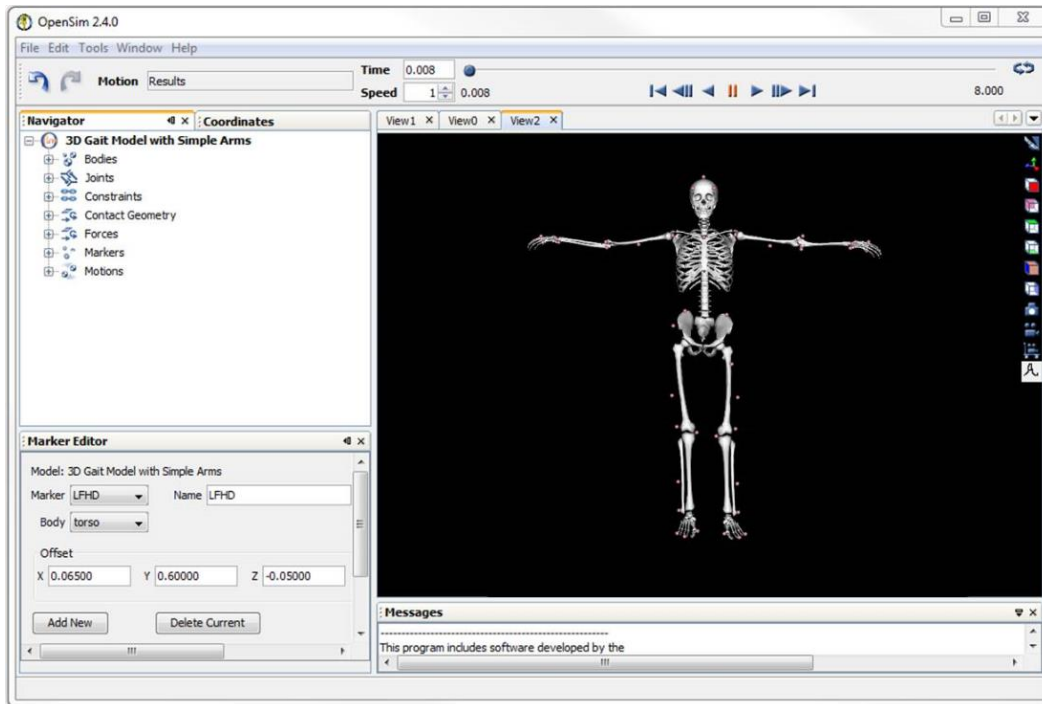 OpenSim 2.4.0
File Edit Tools Window Help
Motion Results
Time 0.008
Speed 1 0.008
8.000
Navigator Coordinates
3D Gait Model with Simple Arms
Bodies
Joints
Constraints
Contact Geometry
Forces
Markers
Motions
View1 View0 View2
Marker Editor
Model: 3D Gait Model with Simple Arms
Marker LFHD Name LFHD
Body torso
Offset
X 0.06500 Y 0.60000 Z -0.05000
Add New Delete Current
Messages
------------------------------------------------------------
This program includes software developed by the